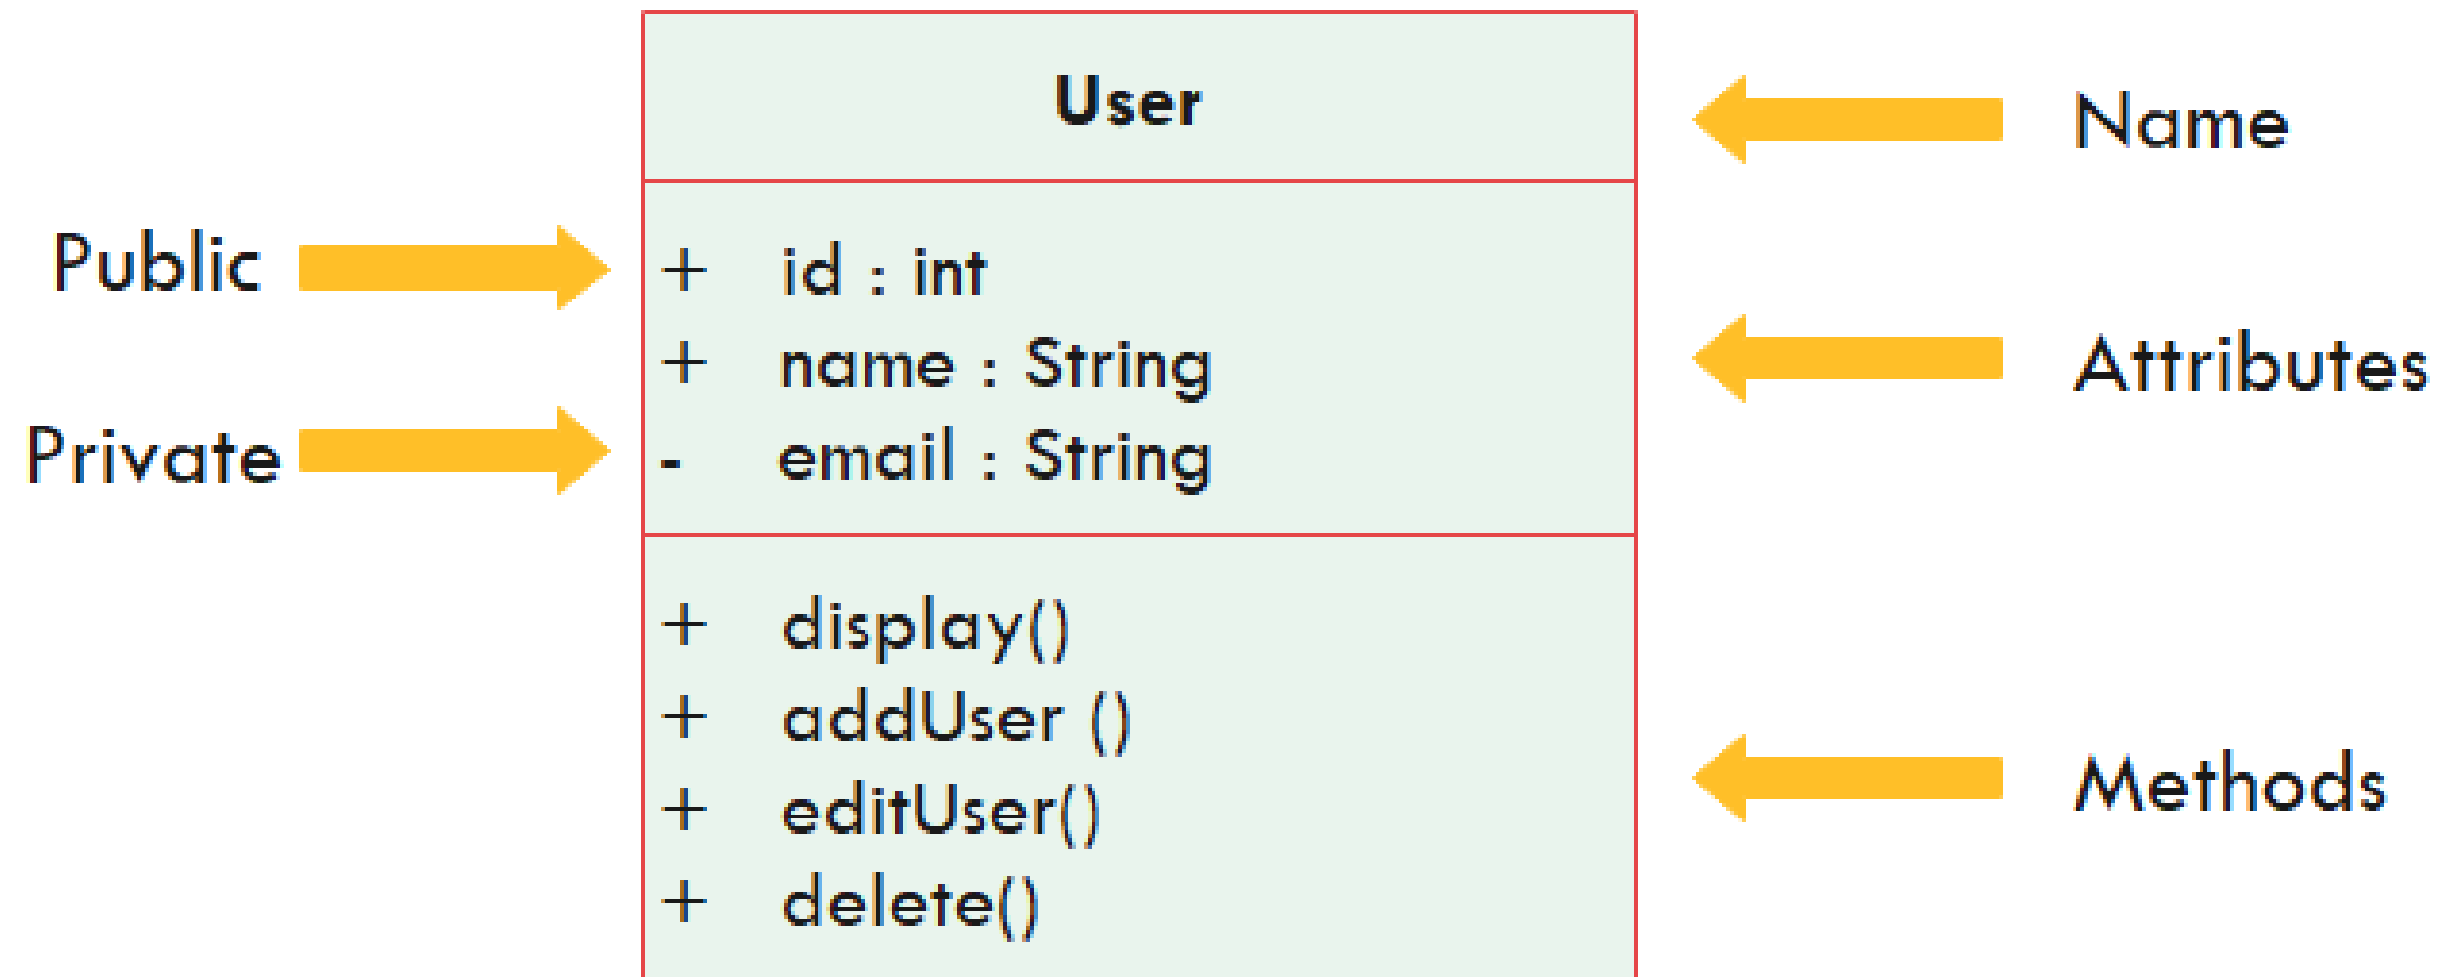 User
Name
Public
+ id : int
+ name : String
Attributes
Private
- email : String
+ display()
+ addUser ()
+ editUser()
Methods
+ delete()